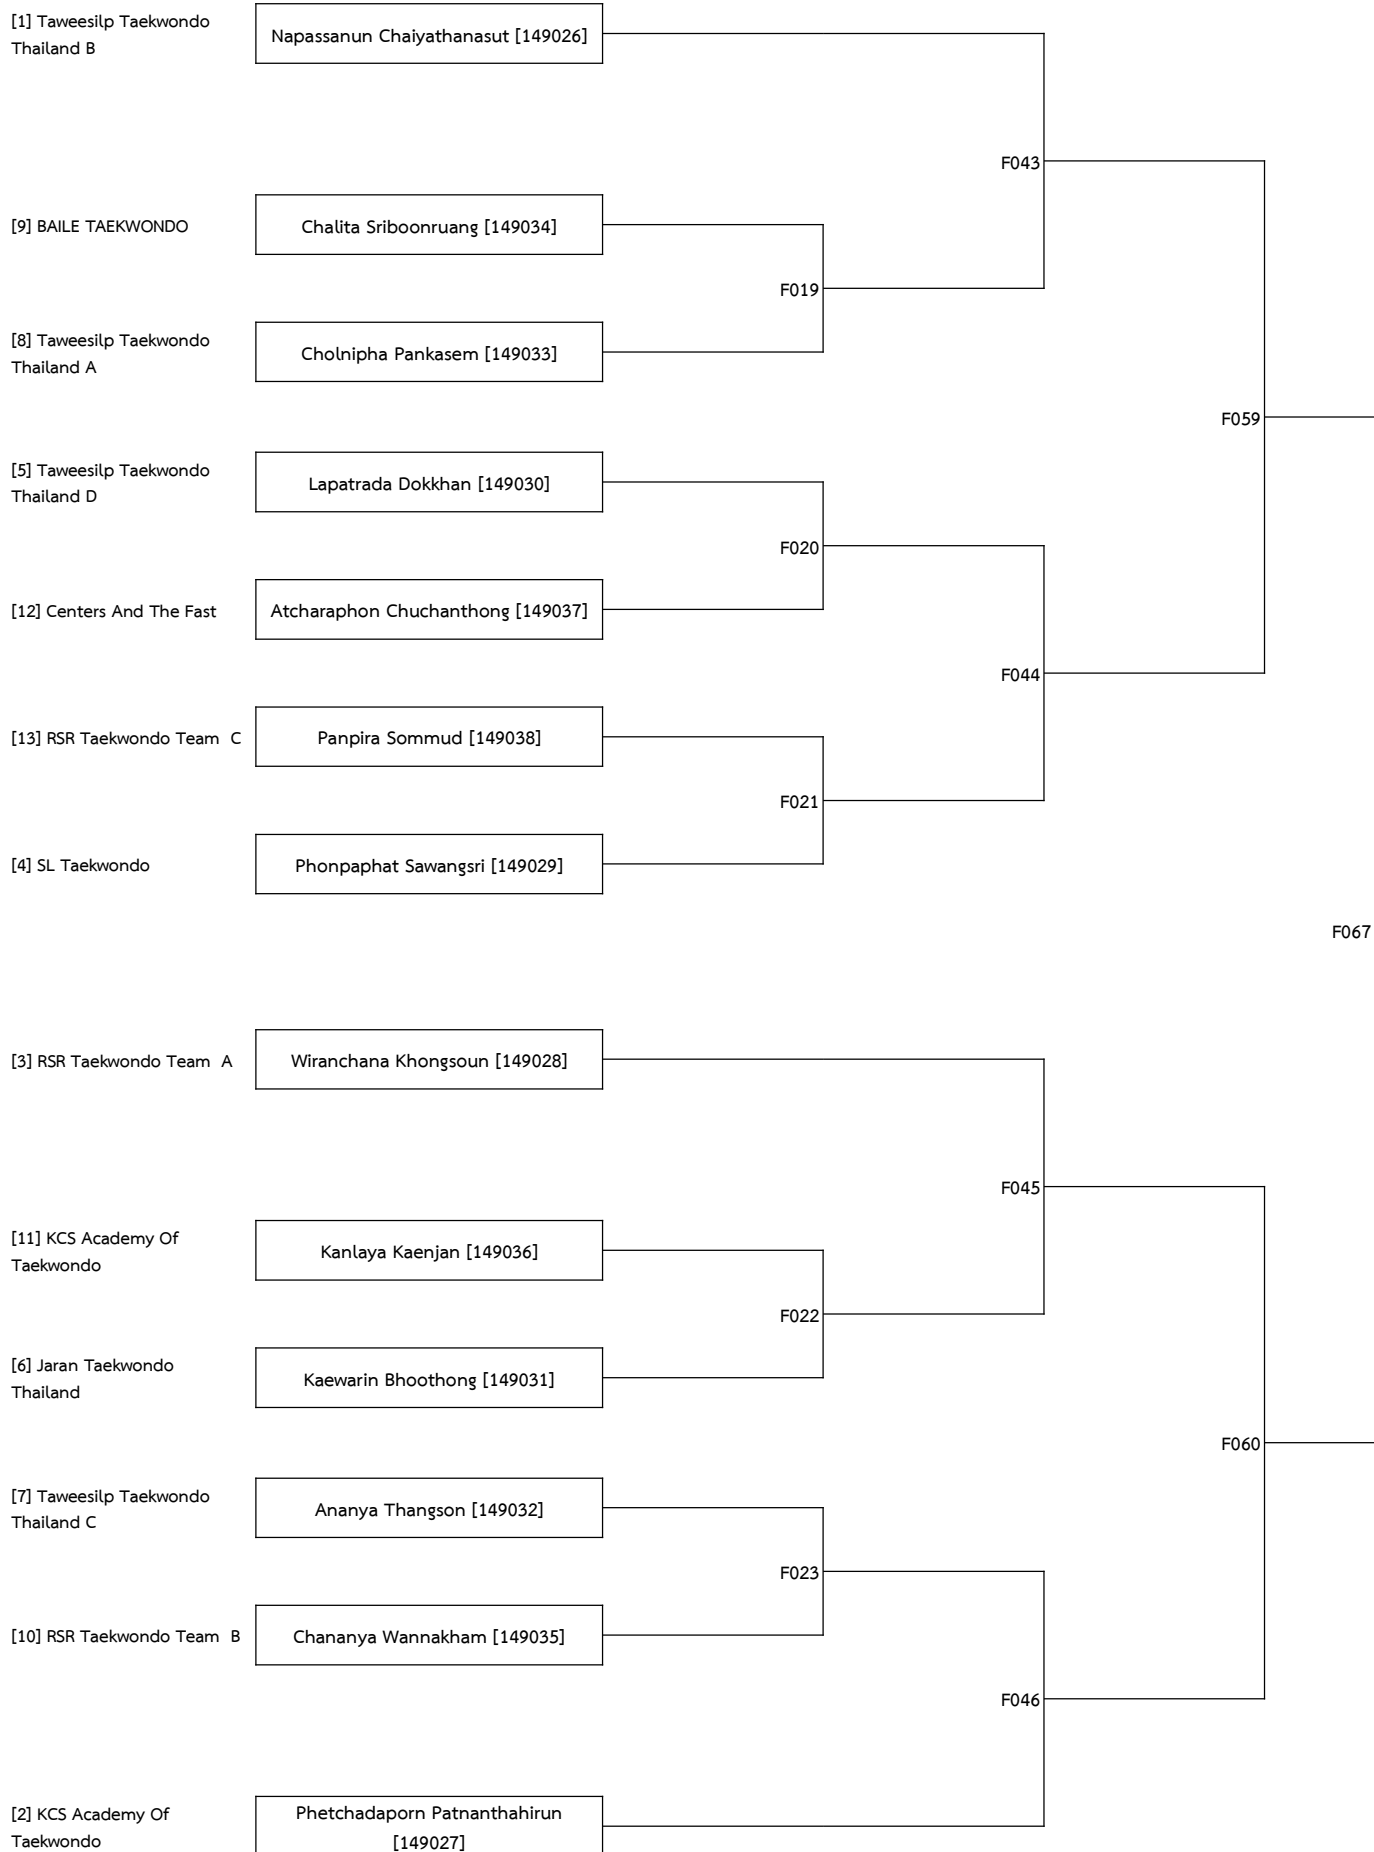 [1] Taweesilp Taekwondo
Thailand B
Napassanun Chaiyathanasut [149026]
F043
[9] BAILE TAEKWONDO
Chalita Sriboonruang [149034]
F019
[8] Taweesilp Taekwondo
Thailand A
Cholnipha Pankasem [149033]
F059
[5] Taweesilp Taekwondo
Thailand D
Lapatrada Dokkhan [149030]
F020
[12] Centers And The Fast
Atcharaphon Chuchanthong [149037]
F044
[13] RSR Taekwondo Team  C
Panpira Sommud [149038]
F021
[4] SL Taekwondo
Phonpaphat Sawangsri [149029]
F067
[3] RSR Taekwondo Team  A
Wiranchana Khongsoun [149028]
F045
[11] KCS Academy Of
Taekwondo
Kanlaya Kaenjan [149036]
F022
[6] Jaran Taekwondo
Thailand
Kaewarin Bhoothong [149031]
F060
[7] Taweesilp Taekwondo
Thailand C
Ananya Thangson [149032]
F023
[10] RSR Taekwondo Team  B
Chananya Wannakham [149035]
F046
[2] KCS Academy Of
Taekwondo
Phetchadaporn Patnanthahirun
[149027]